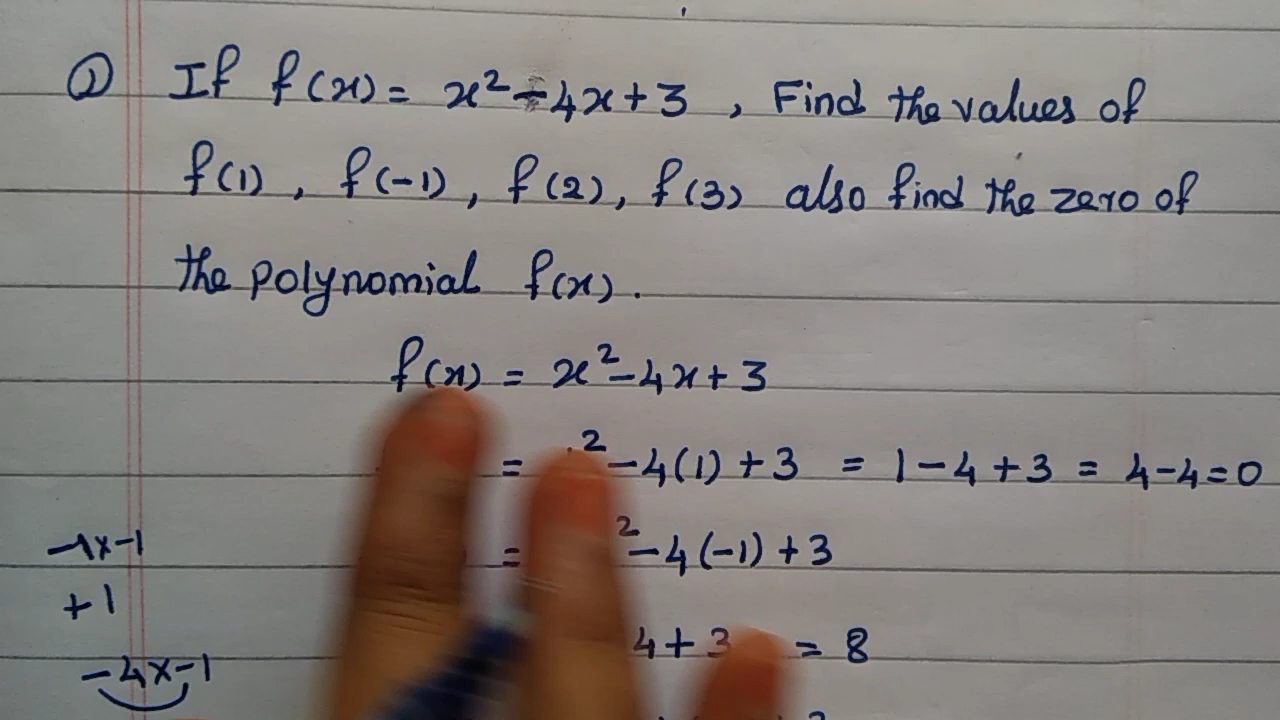 ① If f(x) = x² - 4x + 3 , Find the values of
f(1) , f(-1) , f(2) , f(3) also find the zero of
the polynomial f(x) .
f(x) = x² - 4x + 3
= ² - 4(1) + 3 = 1 - 4 + 3 = 4 - 4 = 0
= ² - 4(-1) + 3
4 + 3 = 8
-1x-1
+1
-4x-1